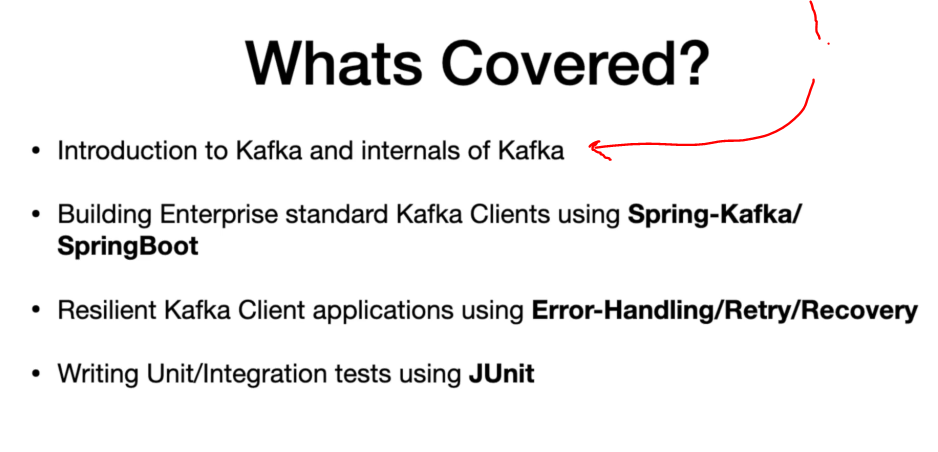 Whats Covered?
• Introduction to Kafka and internals of Kafka
• Building Enterprise standard Kafka Clients using Spring-Kafka/
SpringBoot
• Resilient Kafka Client applications using Error-Handling/Retry/Recovery
• Writing Unit/Integration tests using JUnit